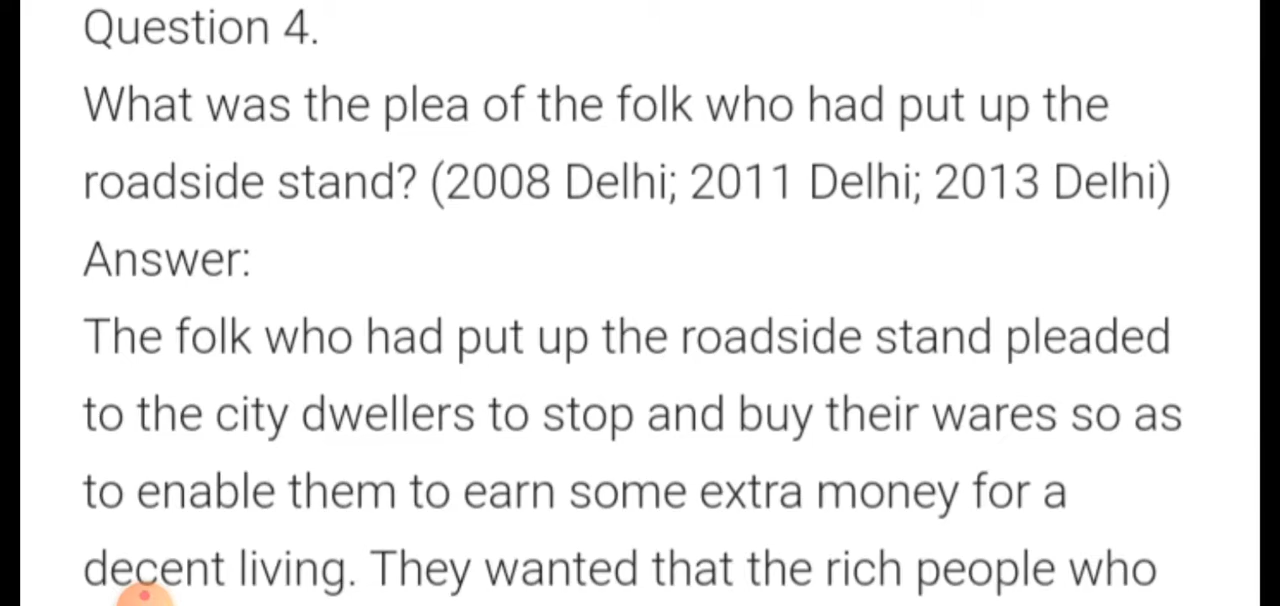 Question 4.
What was the plea of the folk who had put up the
roadside stand? (2008 Delhi; 2011 Delhi; 2013 Delhi)
Answer:
The folk who had put up the roadside stand pleaded
to the city dwellers to stop and buy their wares so as
to enable them to earn some extra money for a
decent living. They wanted that the rich people who